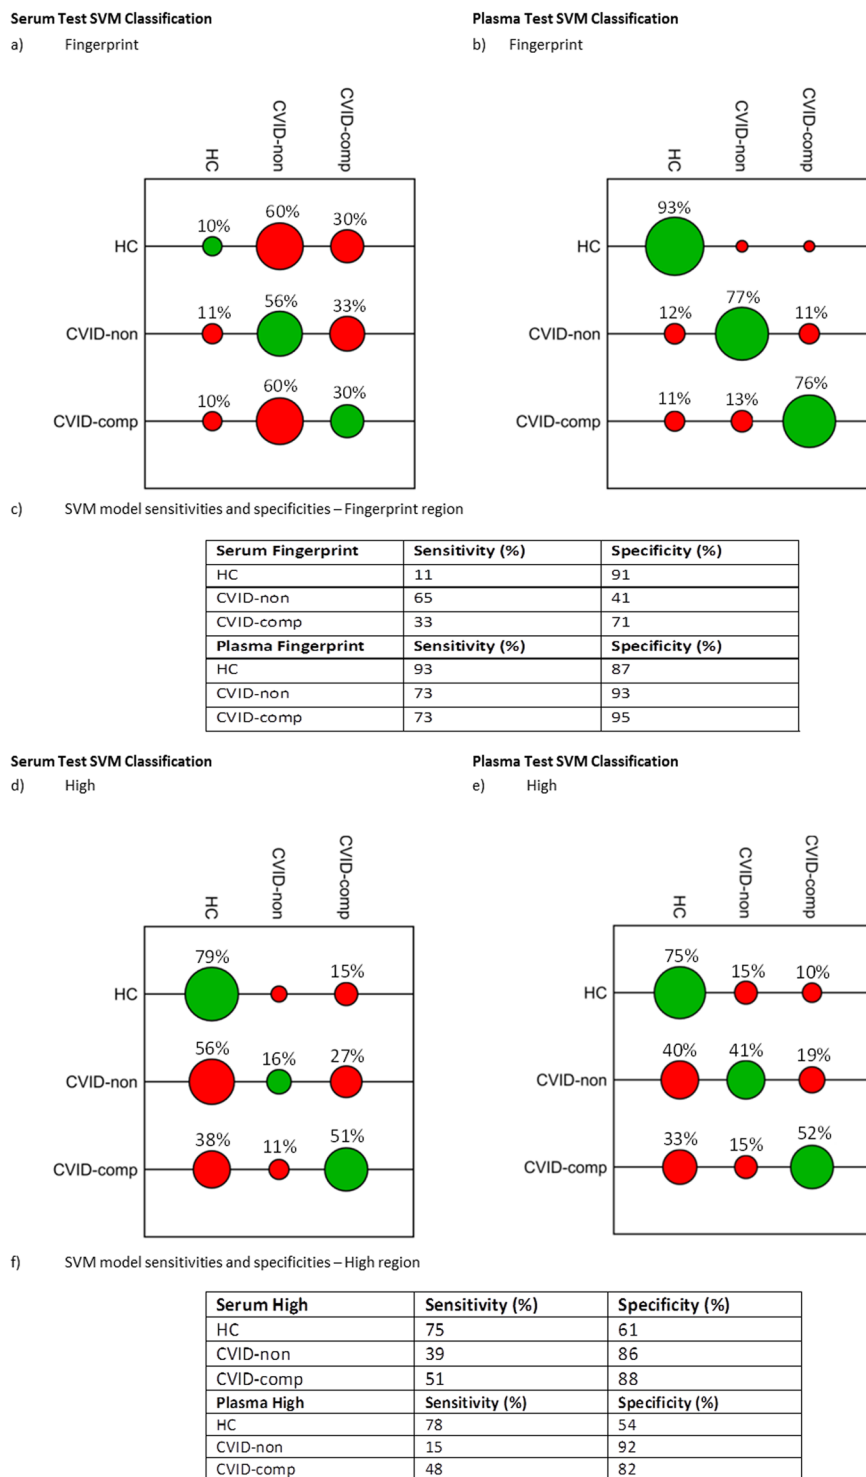 Serum Test SVM Classification
Plasma Test SVM Classification
a) Fingerprint
b) Fingerprint
HC CVID-non CVID-comp
HC 10% 60% 30%
CVID-non 11% 56% 33%
CVID-comp 10% 60% 30%
HC CVID-non CVID-comp
HC 93%
CVID-non 12% 77% 11%
CVID-comp 11% 13% 76%
c) SVM model sensitivities and specificities – Fingerprint region
Serum Fingerprint Sensitivity (%) Specificity (%)
HC 11 91
CVID-non 65 41
CVID-comp 33 71
Plasma Fingerprint Sensitivity (%) Specificity (%)
HC 93 87
CVID-non 73 93
CVID-comp 73 95
Serum Test SVM Classification
Plasma Test SVM Classification
d) High
e) High
HC CVID-non CVID-comp
HC 79% 15%
CVID-non 56% 16% 27%
CVID-comp 38% 11% 51%
HC CVID-non CVID-comp
HC 75% 15% 10%
CVID-non 40% 41% 19%
CVID-comp 33% 15% 52%
f) SVM model sensitivities and specificities – High region
Serum High Sensitivity (%) Specificity (%)
HC 75 61
CVID-non 39 86
CVID-comp 51 88
Plasma High Sensitivity (%) Specificity (%)
HC 78 54
CVID-non 15 92
CVID-comp 48 82